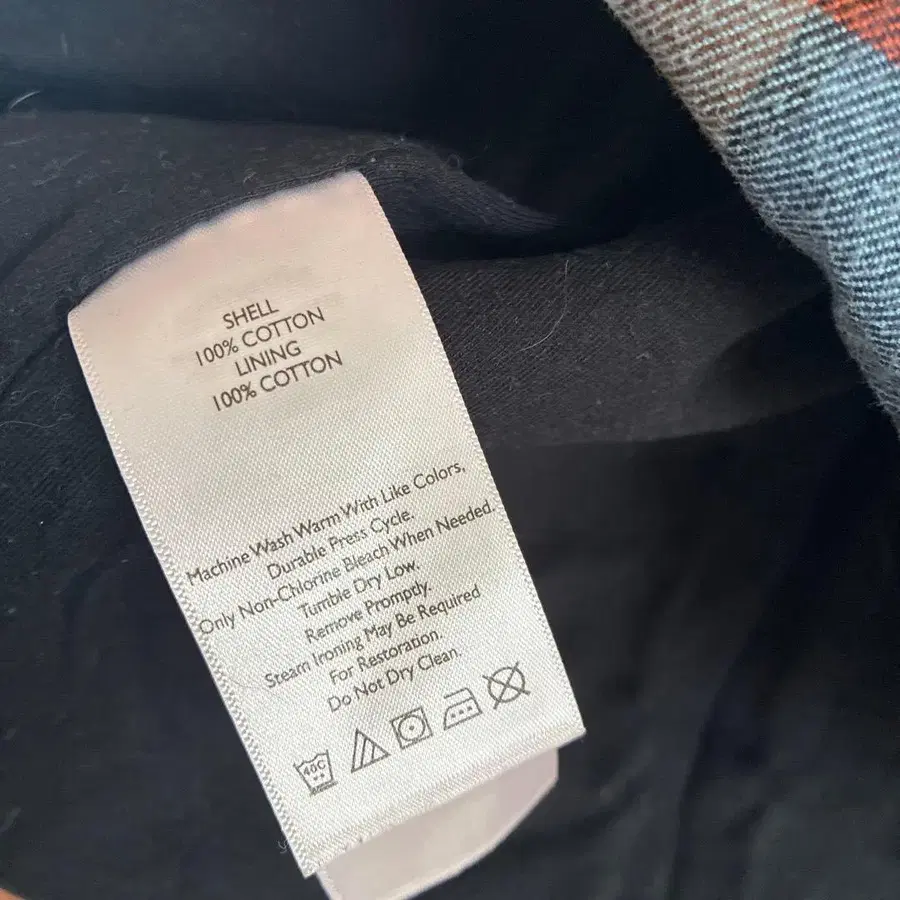 SHELL
100% COTTON
LINING
100% COTTON
Machine Wash Warm With Like Colors,
Durable Press Cycle.
Only Non-Chlorine Bleach When Needed.
Tumble Dry Low.
Remove Promptly.
Steam Ironing May Be Required
For Restoration.
Do Not Dry Clean.
40C